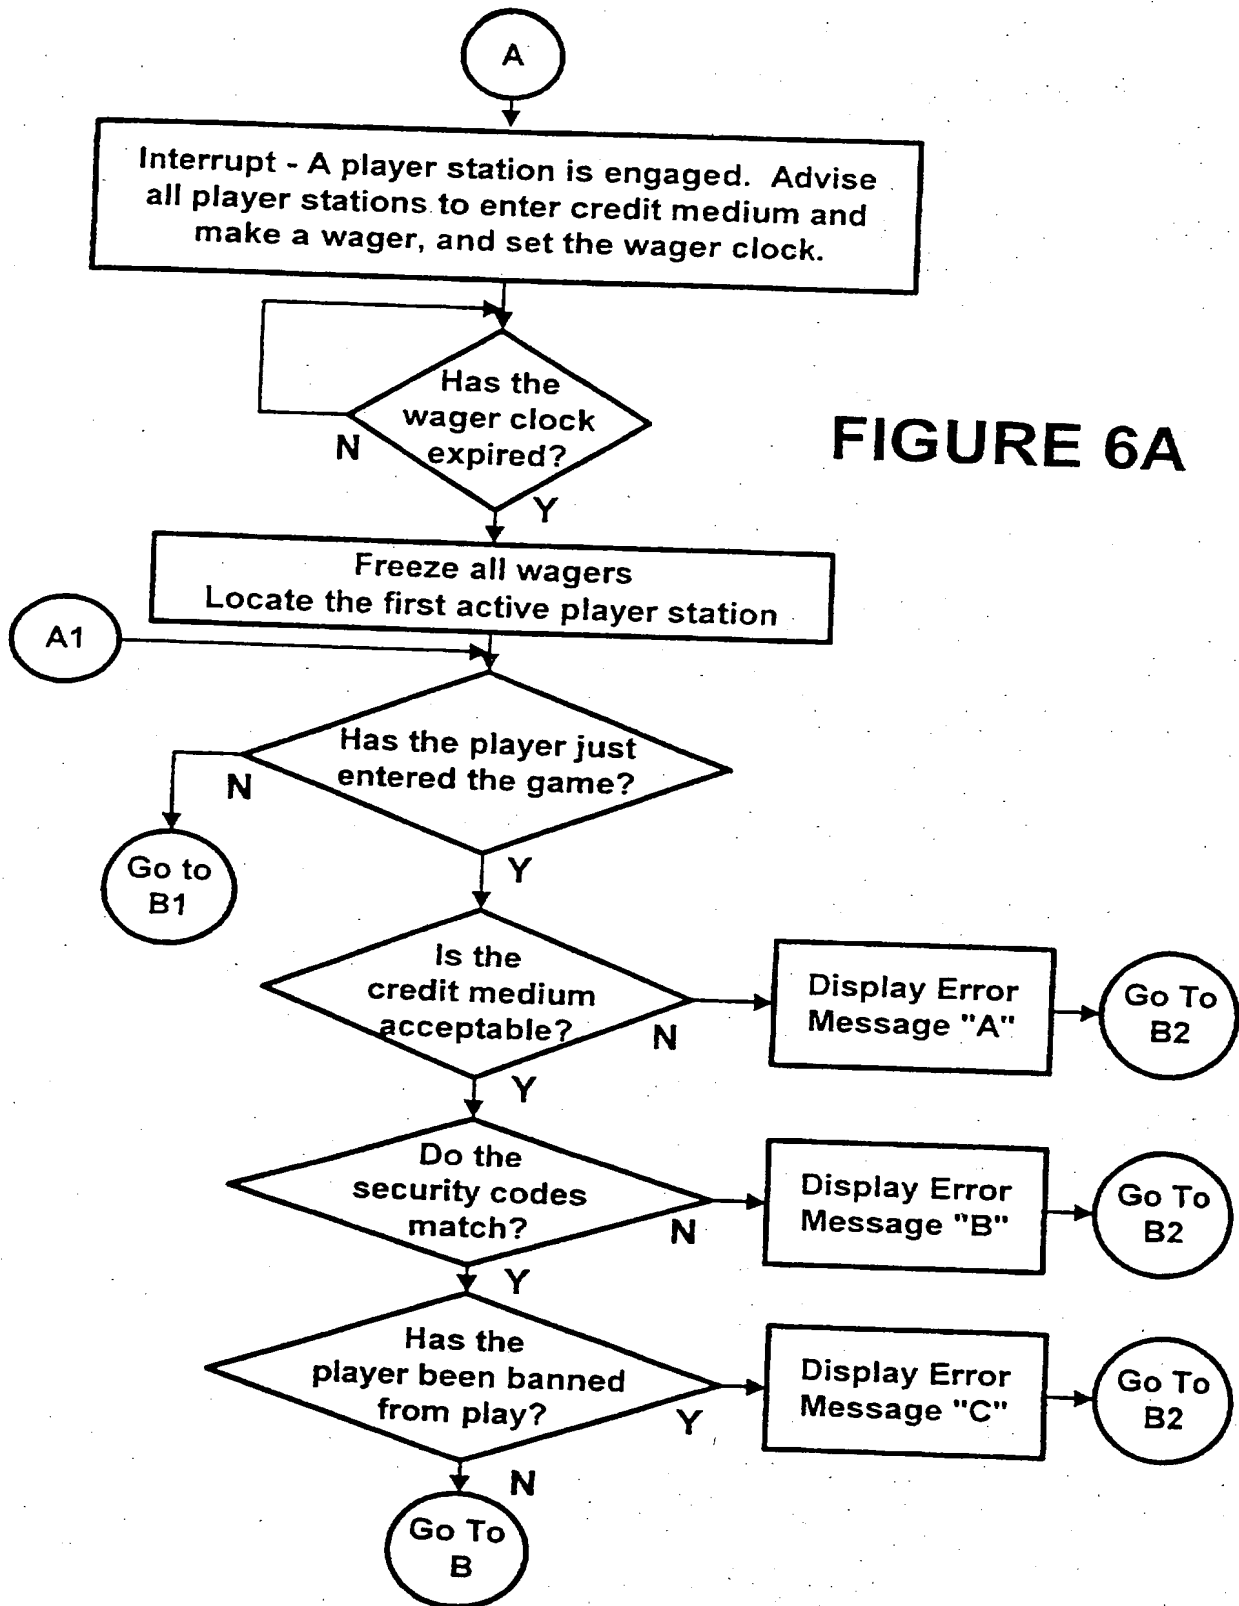 A
Interrupt - A player station is engaged. Advise
all player stations to enter credit medium and
make a wager, and set the wager clock.
Has the
wager clock
expired?
N
Y
FIGURE 6A
Freeze all wagers
Locate the first active player station
A1
Has the player just
entered the game?
N
Y
Go to
B1
Is the
credit medium
acceptable?
N
Y
Display Error
Message "A"
Go To
B2
Do the
security codes
match?
N
Y
Display Error
Message "B"
Go To
B2
Has the
player been banned
from play?
Y
N
Display Error
Message "C"
Go To
B2
Go To
B